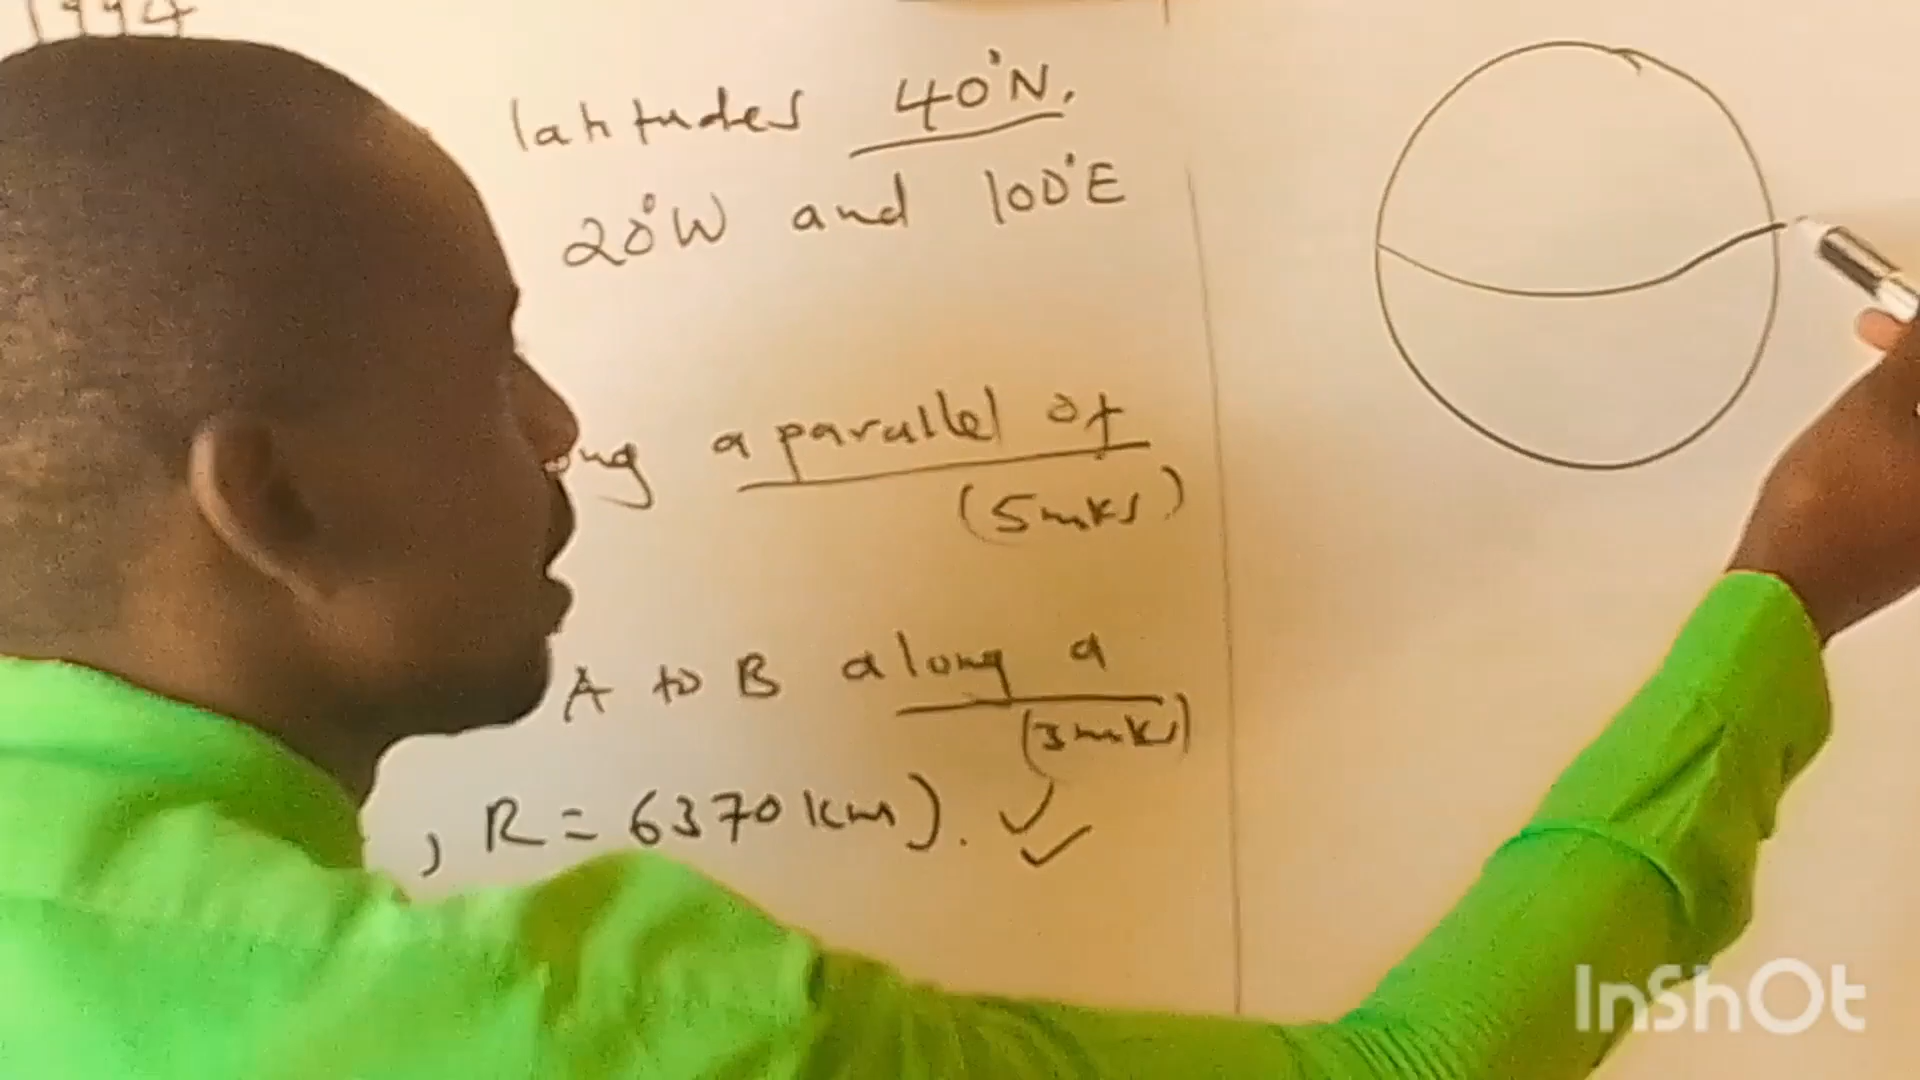 1994
latitudes 40°N.
20°W and 100°E
ong a parallel of
(5mks)
A to B along a
(3mks)
, R = 6370km).
InShOt